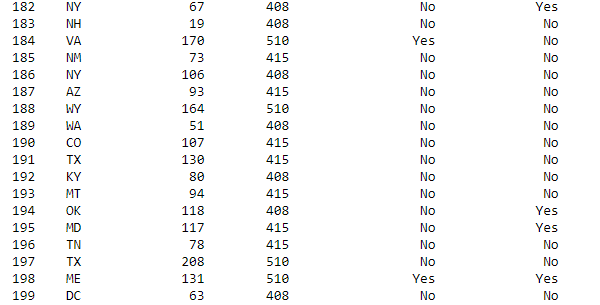 182 NY 67 408 No Yes
183 NH 19 408 No No
184 VA 170 510 Yes No
185 NM 73 415 No No
186 NY 106 408 No No
187 AZ 93 415 No No
188 WY 164 510 No No
189 WA 51 408 No No
190 CO 107 415 No No
191 TX 130 415 No No
192 KY 80 408 No No
193 MT 94 415 No No
194 OK 118 408 No Yes
195 MD 117 415 No Yes
196 TN 78 415 No No
197 TX 208 510 No No
198 ME 131 510 Yes Yes
199 DC 63 408 No No